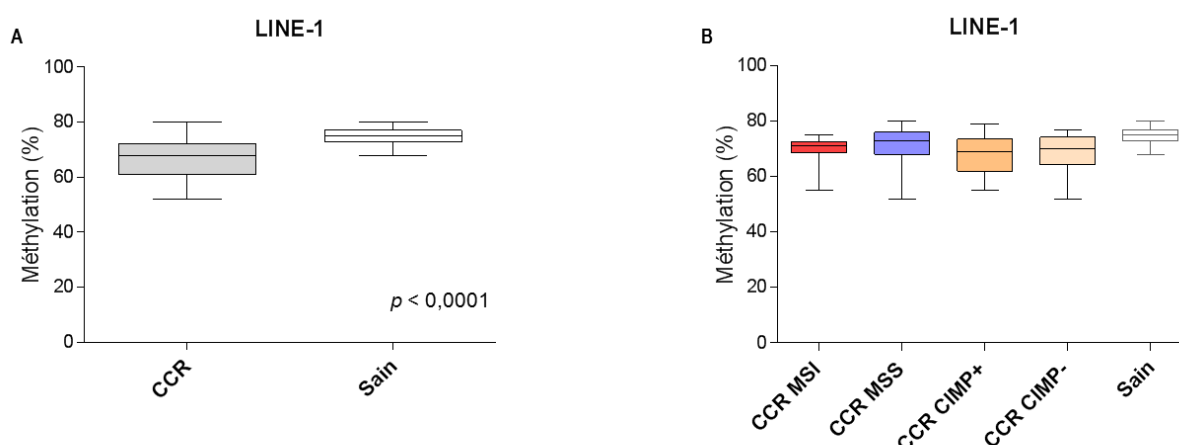 A
LINE-1
Méthylation (%)
100
80
60
40
20
0
p < 0,0001
CCR
Sain
B
LINE-1
Méthylation (%)
100
80
60
40
20
0
CCR MSI
CCR MSS
CCR CIMP+
CCR CIMP-
Sain